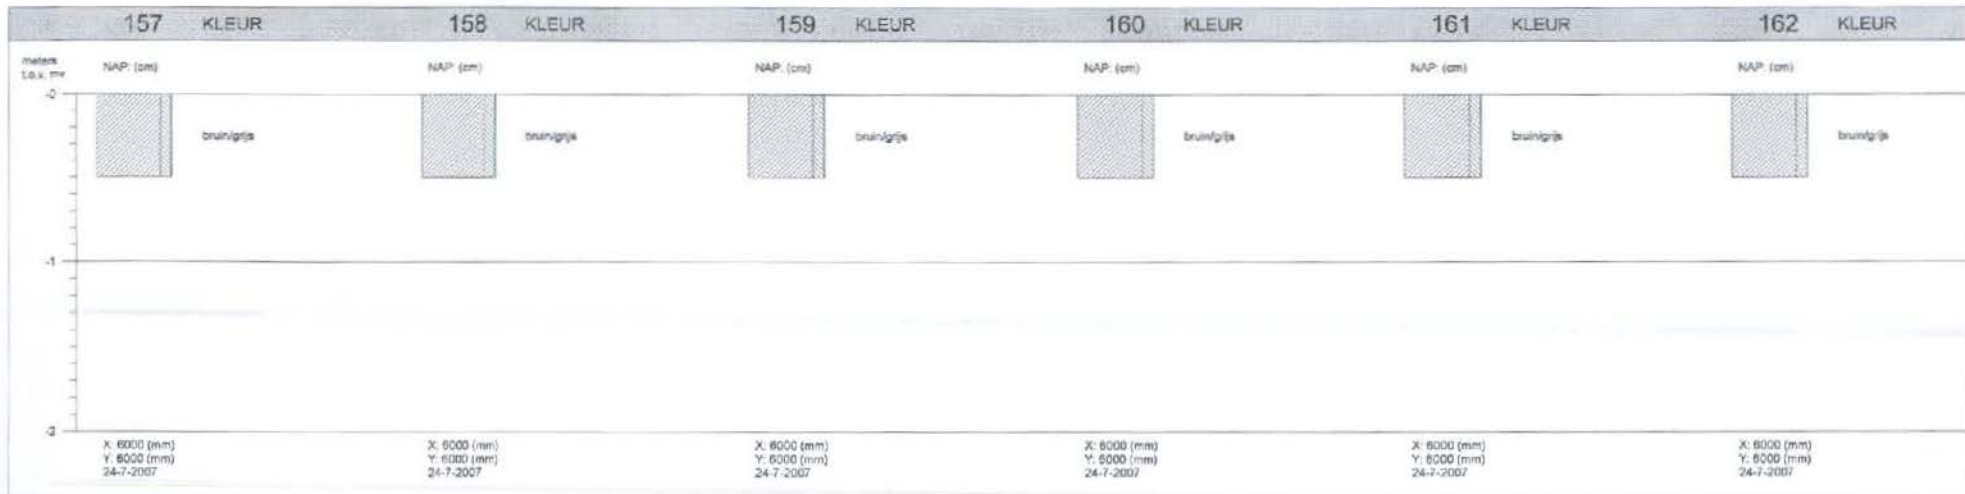 157 KLEUR 158 KLEUR 159 KLEUR 160 KLEUR 161 KLEUR 162 KLEUR
meters
t.o.v. mv
NAP: (cm) NAP: (cm) NAP: (cm) NAP: (cm) NAP: (cm) NAP: (cm)
-0
bruin/grijs bruin/grijs bruin/grijs bruin/grijs bruin/grijs bruin/grijs
-1
-2
X: 6000 (mm) X: 6000 (mm) X: 6000 (mm) X: 6000 (mm) X: 6000 (mm) X: 6000 (mm)
Y: 6000 (mm) Y: 6000 (mm) Y: 6000 (mm) Y: 6000 (mm) Y: 6000 (mm) Y: 6000 (mm)
24-7-2007 24-7-2007 24-7-2007 24-7-2007 24-7-2007 24-7-2007